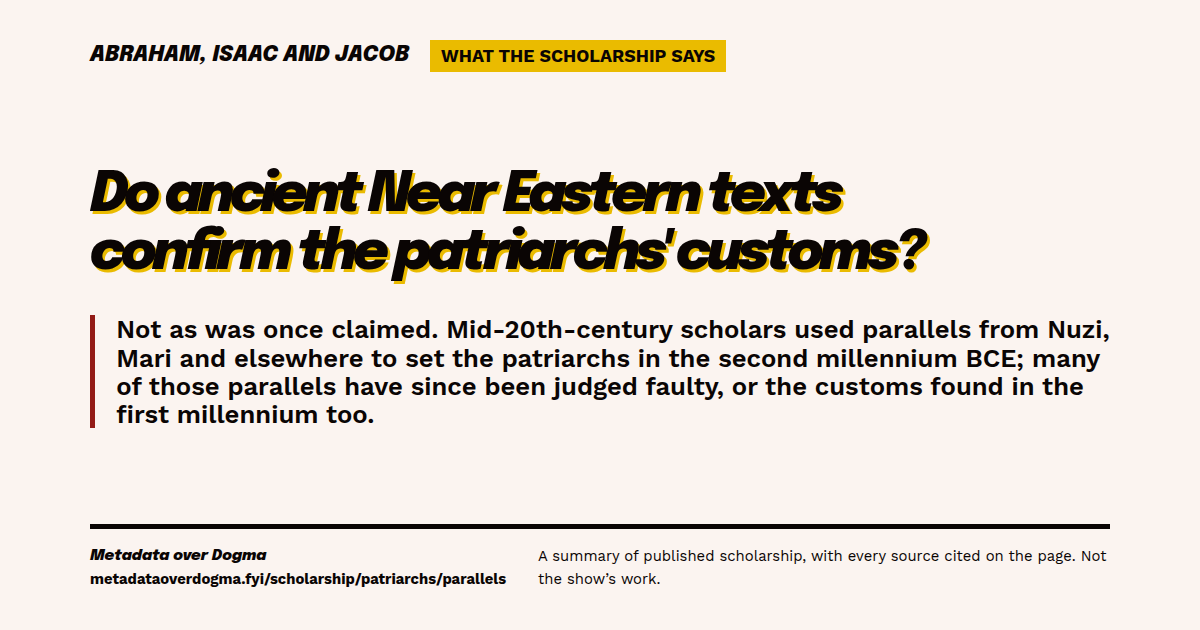 ABRAHAM, ISAAC AND JACOB
WHAT THE SCHOLARSHIP SAYS
Do ancient Near Eastern texts
confirm the patriarchs' customs?
Not as was once claimed. Mid-20th-century scholars used parallels from Nuzi,
Mari and elsewhere to set the patriarchs in the second millennium BCE; many
of those parallels have since been judged faulty, or the customs found in the
first millennium too.
Metadata over Dogma
metadataoverdogma.fyi/scholarship/patriarchs/parallels
A summary of published scholarship, with every source cited on the page. Not
the show’s work.